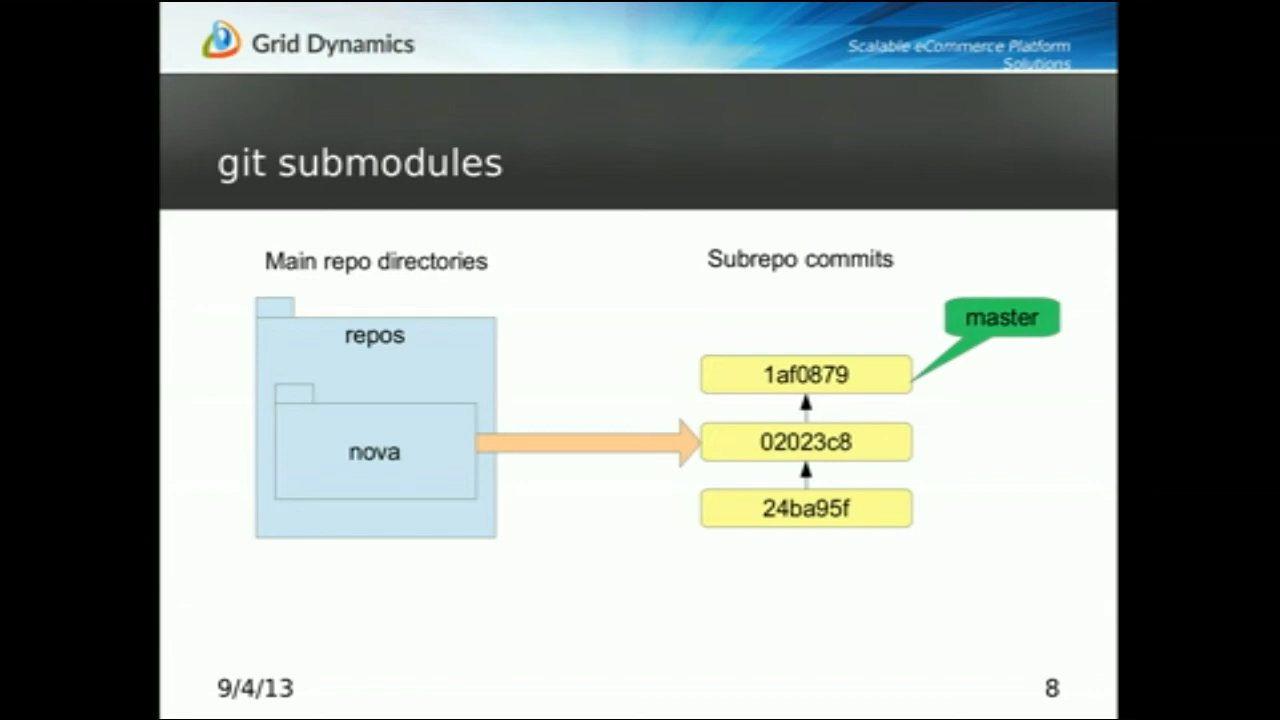 Grid Dynamics
Scalable eCommerce Platform
Solutions
git submodules
Main repo directories
Subrepo commits
repos
nova
master
1af0879
02023c8
24ba95f
9/4/13
8